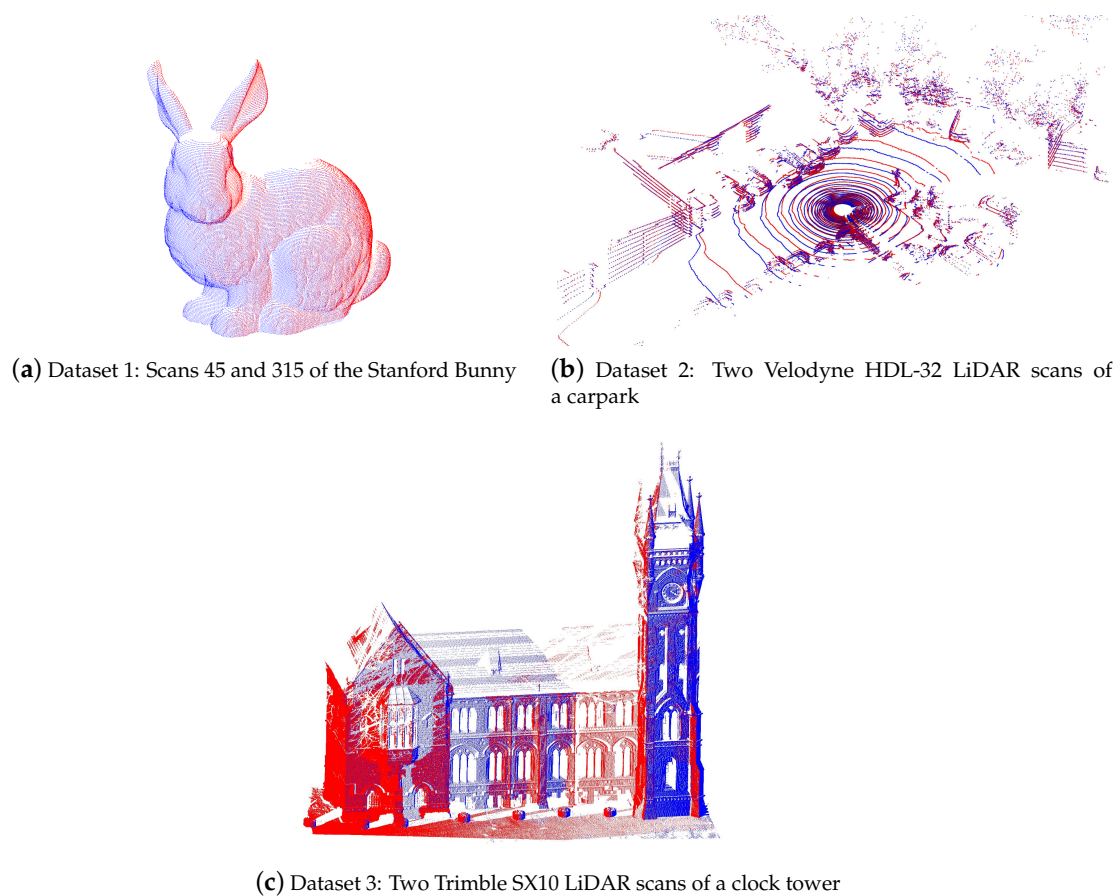 (a) Dataset 1: Scans 45 and 315 of the Stanford Bunny
(b) Dataset 2: Two Velodyne HDL-32 LiDAR scans of
a carpark
(c) Dataset 3: Two Trimble SX10 LiDAR scans of a clock tower